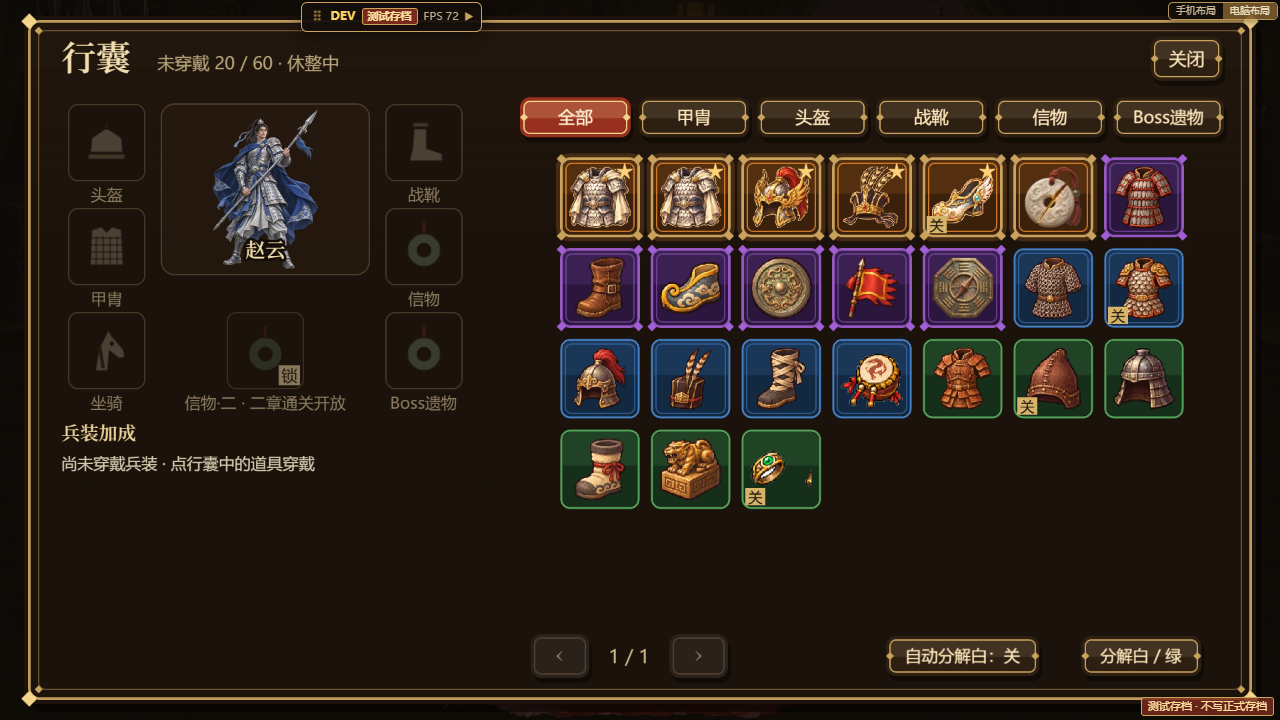 DEV 测试存档 FPS 72 ▶
手机布局 电脑布局
行囊 未穿戴 20 / 60 · 休整中
关闭
头盔
战靴
赵云
甲胄
信物
锁
坐骑
信物·二 · 二章通关开放
Boss遗物
兵装加成
尚未穿戴兵装 · 点行囊中的道具穿戴
全部 甲胄 头盔 战靴 信物 Boss遗物
关
关
关
关
‹ 1 / 1 ›
自动分解白：关
分解白 / 绿
测试存档 · 不写正式存档